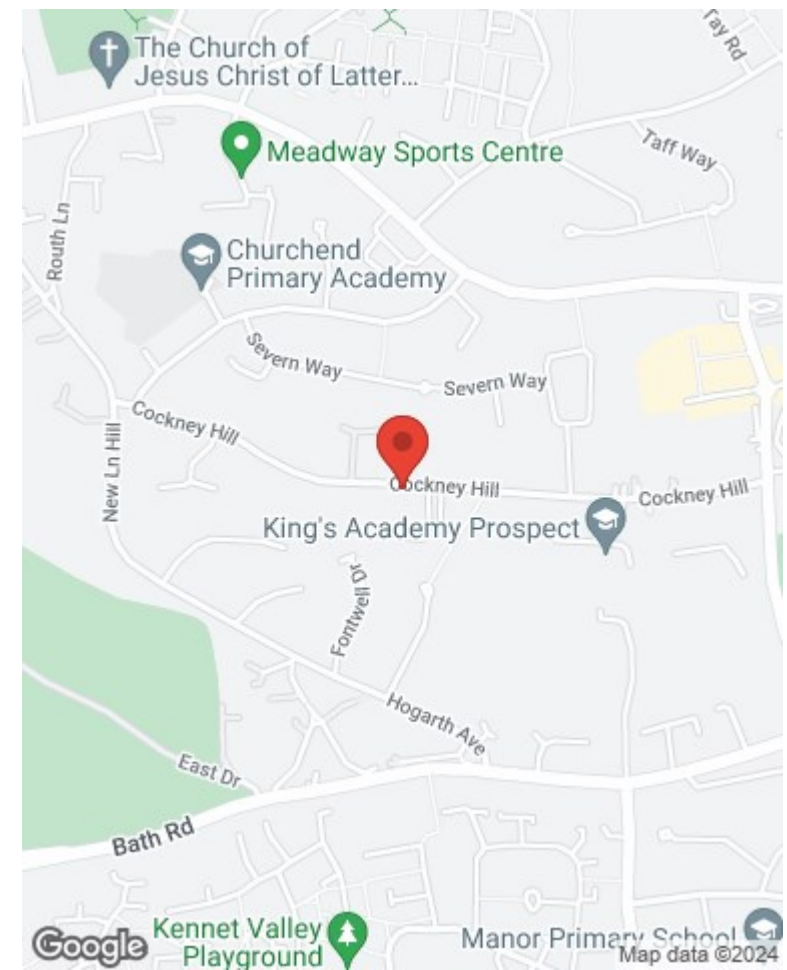 The Church of
Jesus Christ of Latter...
Tay Rd
Taff Way
Meadway Sports Centre
Routh Ln
Churchend
Primary Academy
Severn Way
Severn Way
Cockney Hill
New Ln Hill
Cockney Hill
Cockney Hill
King's Academy Prospect
Fontwell Dr
Hogarth Ave
East Dr
Bath Rd
Kennet Valley
Playground
Manor Primary School
Google
Map data ©2024